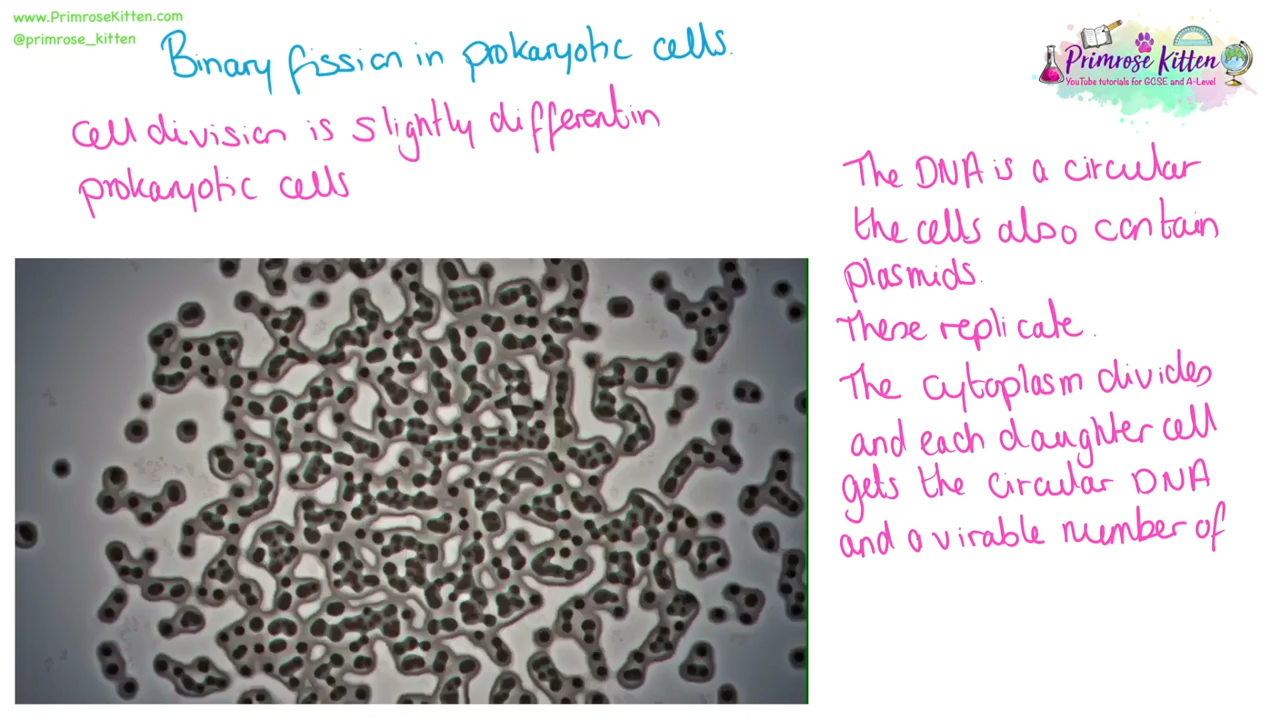 www.PrimroseKitten.com
@primrose_kitten
Binary fission in prokaryotic cells.
Primrose Kitten
YouTube tutorials for GCSE and A-Level
Cell division is slightly different in
prokaryotic cells
The DNA is a circular
the cells also contain
plasmids.
These replicate.
The cytoplasm divides
and each daughter cell
gets the circular DNA
and a virable number of